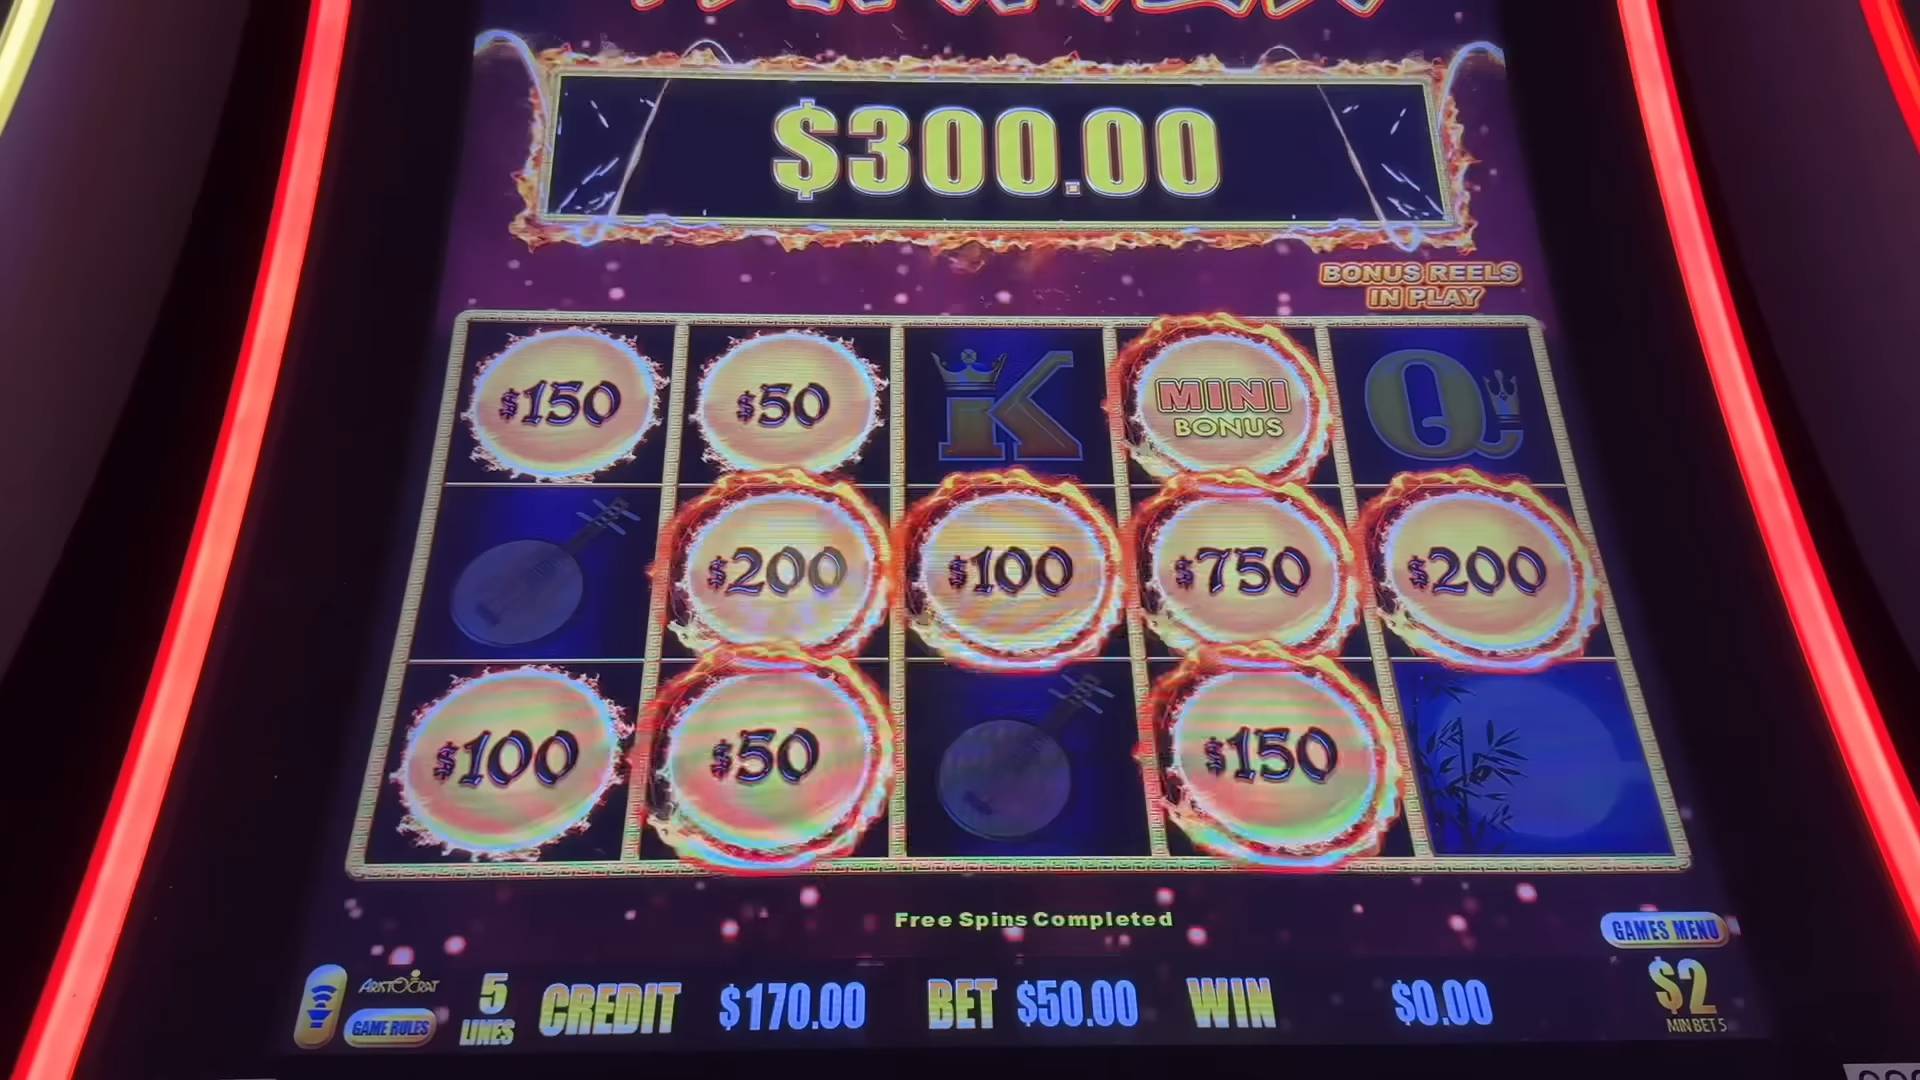 $300.00
BONUS REELS
IN PLAY
$150
$50
K
MINI
BONUS
Q
$200
$100
$750
$200
$100
$50
$150
Free Spins Completed
GAMES MENU
ARISTOCRAT
GAME RULES
5
LINES
CREDIT $170.00
BET $50.00
WIN $0.00
$2
MIN BET 5